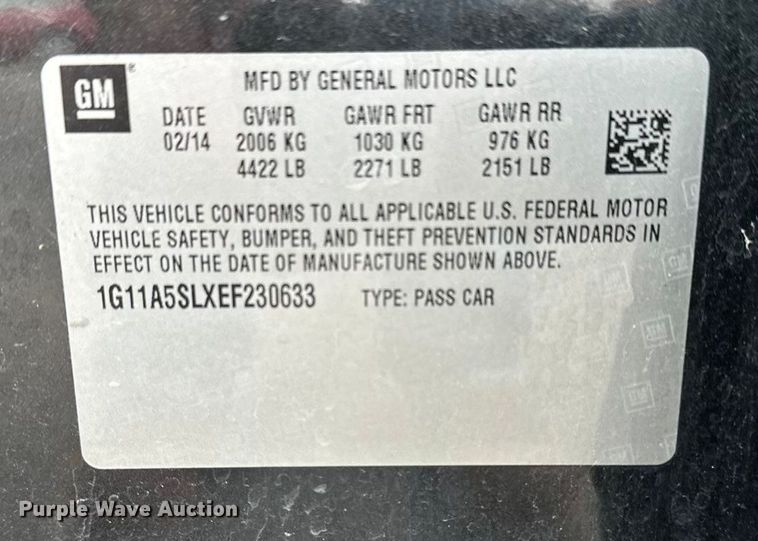 GM®
MFD BY GENERAL MOTORS LLC
DATE GVWR GAWR FRT GAWR RR
02/14 2006 KG 1030 KG 976 KG
4422 LB 2271 LB 2151 LB
THIS VEHICLE CONFORMS TO ALL APPLICABLE U.S. FEDERAL MOTOR
VEHICLE SAFETY, BUMPER, AND THEFT PREVENTION STANDARDS IN
EFFECT ON THE DATE OF MANUFACTURE SHOWN ABOVE.
1G11A5SLXEF230633 TYPE: PASS CAR
GM
GM
GM
Purple Wave Auction